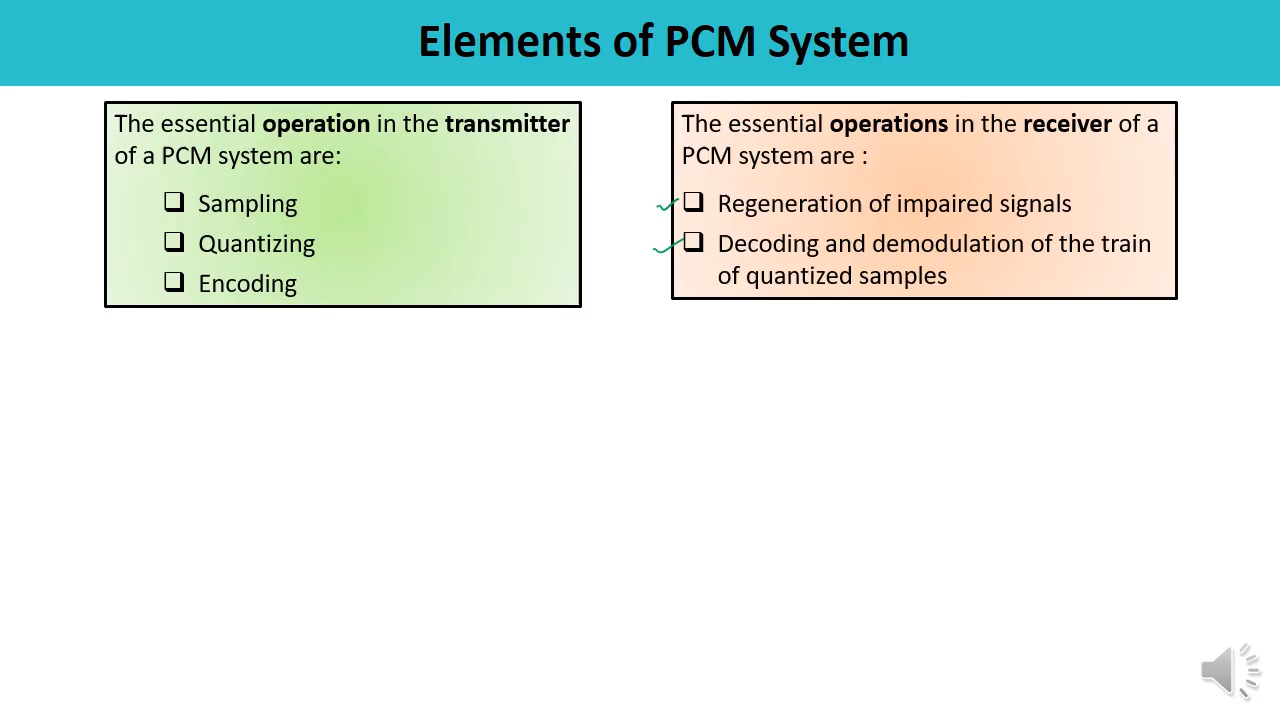 Elements of PCM System
The essential operation in the transmitter
of a PCM system are:
Sampling
Quantizing
Encoding
The essential operations in the receiver of a
PCM system are :
Regeneration of impaired signals
Decoding and demodulation of the train
of quantized samples